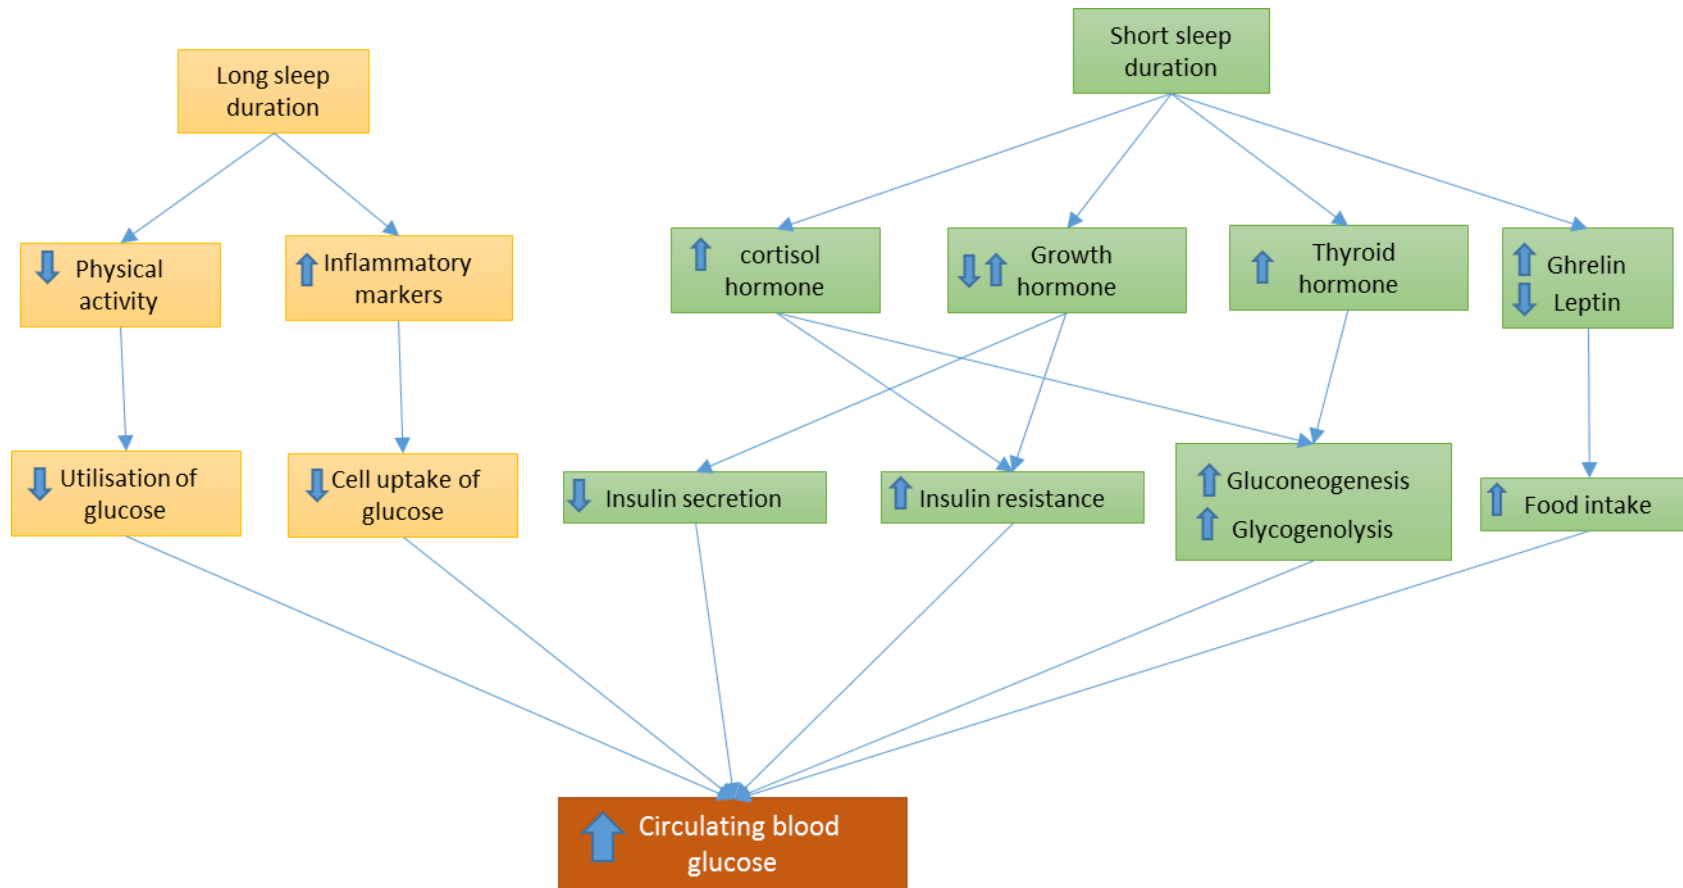 Long sleep
duration
Short sleep
duration
Physical
activity
Inflammatory
markers
cortisol
hormone
Growth
hormone
Thyroid
hormone
Ghrelin
Leptin
Utilisation of
glucose
Cell uptake of
glucose
Insulin secretion
Insulin resistance
Gluconeogenesis
Glycogenolysis
Food intake
Circulating blood
glucose